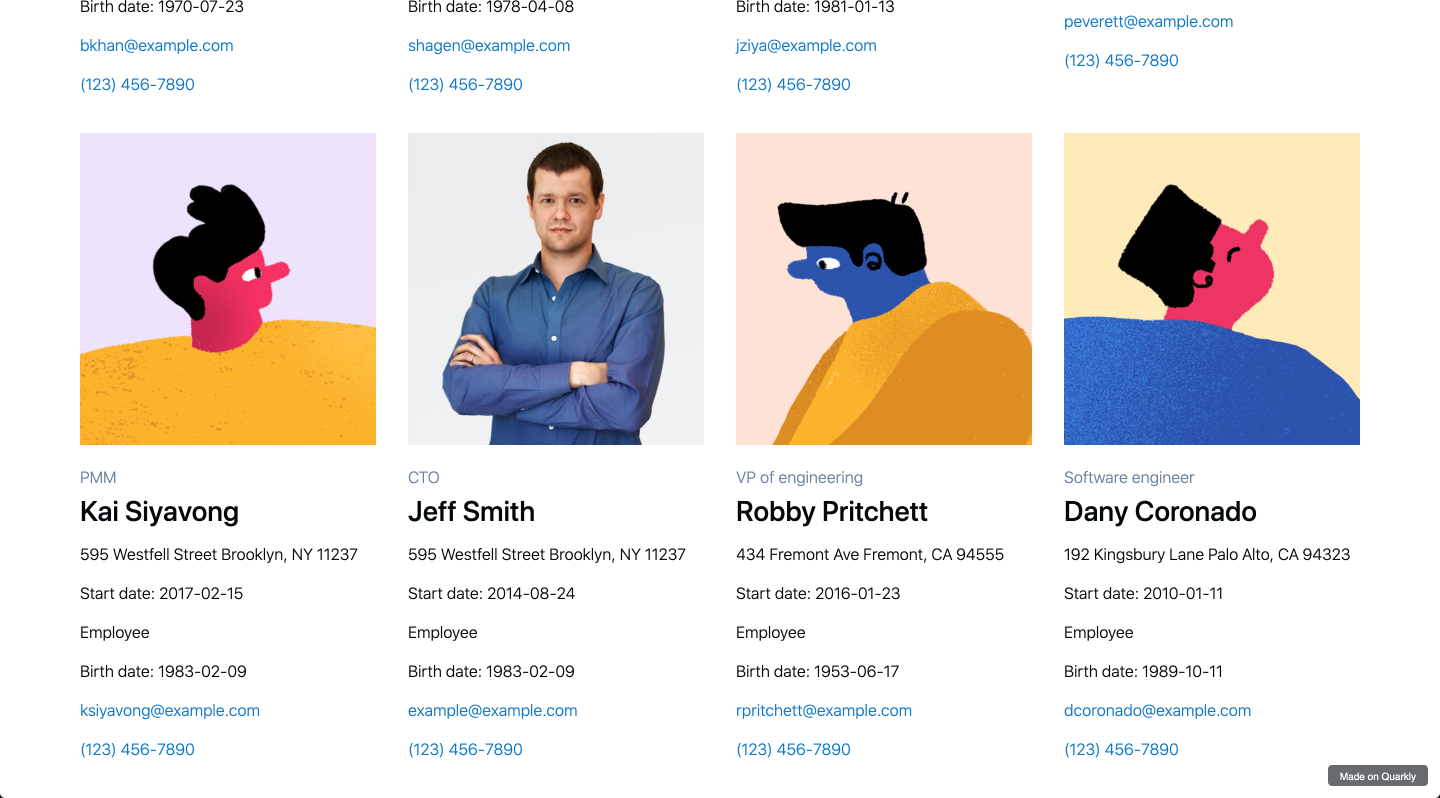 Birth date: 1970-07-23
bkhan@example.com
(123) 456-7890
Birth date: 1978-04-08
shagen@example.com
(123) 456-7890
Birth date: 1981-01-13
jziya@example.com
(123) 456-7890
peverett@example.com
(123) 456-7890
PMM
Kai Siyavong
595 Westfell Street Brooklyn, NY 11237
Start date: 2017-02-15
Employee
Birth date: 1983-02-09
ksiyavong@example.com
(123) 456-7890
CTO
Jeff Smith
595 Westfell Street Brooklyn, NY 11237
Start date: 2014-08-24
Employee
Birth date: 1983-02-09
example@example.com
(123) 456-7890
VP of engineering
Robby Pritchett
434 Fremont Ave Fremont, CA 94555
Start date: 2016-01-23
Employee
Birth date: 1953-06-17
rpritchett@example.com
(123) 456-7890
Software engineer
Dany Coronado
192 Kingsbury Lane Palo Alto, CA 94323
Start date: 2010-01-11
Employee
Birth date: 1989-10-11
dcoronado@example.com
(123) 456-7890
Made on Quarkly